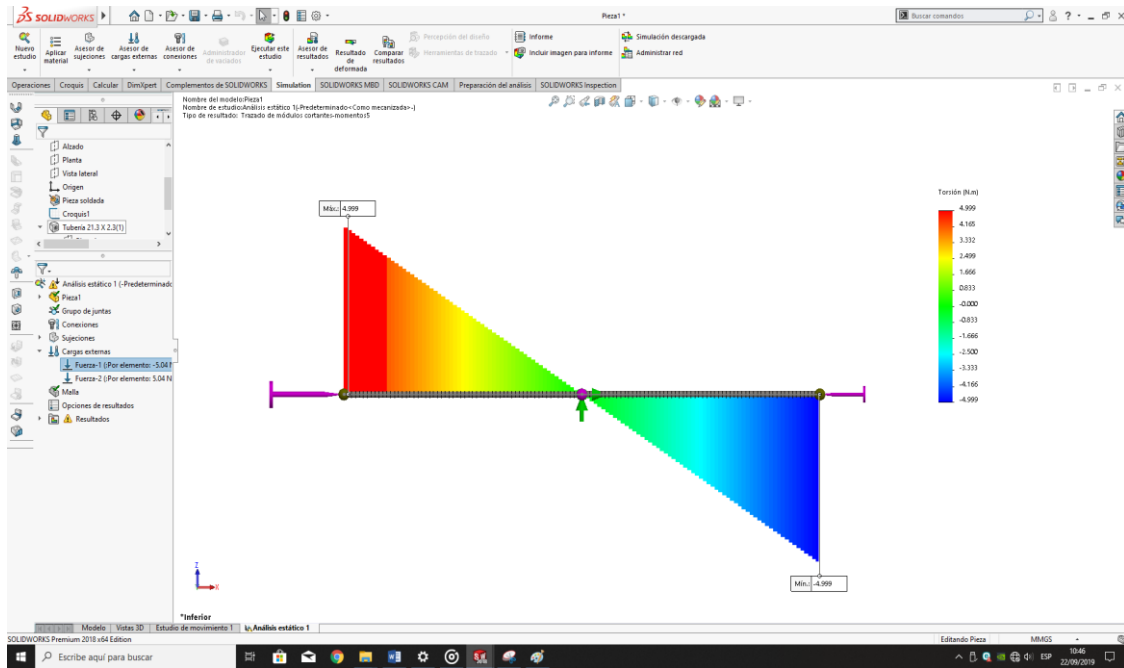 SOLIDWORKS
Pieza1 *
Buscar comandos
Nuevo estudio
Aplicar material
Asesor de sujeciones
Asesor de cargas externas
Asesor de conexiones
Administrador de vaciados
Ejecutar este estudio
Asesor de resultados
Resultado de deformada
Comparar resultados
Percepción del diseño
Herramientas de trazado
Informe
Incluir imagen para informe
Simulación descargada
Administrar red
Operaciones Croquis Calcular DimXpert Complementos de SOLIDWORKS Simulation SOLIDWORKS MBD SOLIDWORKS CAM Preparación del análisis SOLIDWORKS Inspection
Nombre del modelo:Pieza1
Nombre de estudio:Análisis estático 1(-Predeterminado<Como mecanizada>-)
Tipo de resultado: Trazado de módulos cortantes-momentos5
Alzado
Planta
Vista lateral
Origen
Pieza soldada
Croquis1
Tubería 21.3 X 2.3(1)
Análisis estático 1 (-Predeterminado
Pieza1
Grupo de juntas
Conexiones
Sujeciones
Cargas externas
Fuerza-1 (:Por elemento: -5.04 N
Fuerza-2 (:Por elemento: 5.04 N
Malla
Opciones de resultados
Resultados
Máx.: 4.999
Mín.: -4.999
Torsión (N.m)
4.999
4.165
3.332
2.499
1.666
0.833
-0.000
-0.833
-1.666
-2.500
-3.333
-4.166
-4.999
Z
X
*Inferior
Modelo Vistas 3D Estudio de movimiento 1 Análisis estático 1
SOLIDWORKS Premium 2018 x64 Edition
Editando Pieza
MMGS
Escribe aquí para buscar
ESP
10:46
22/09/2019